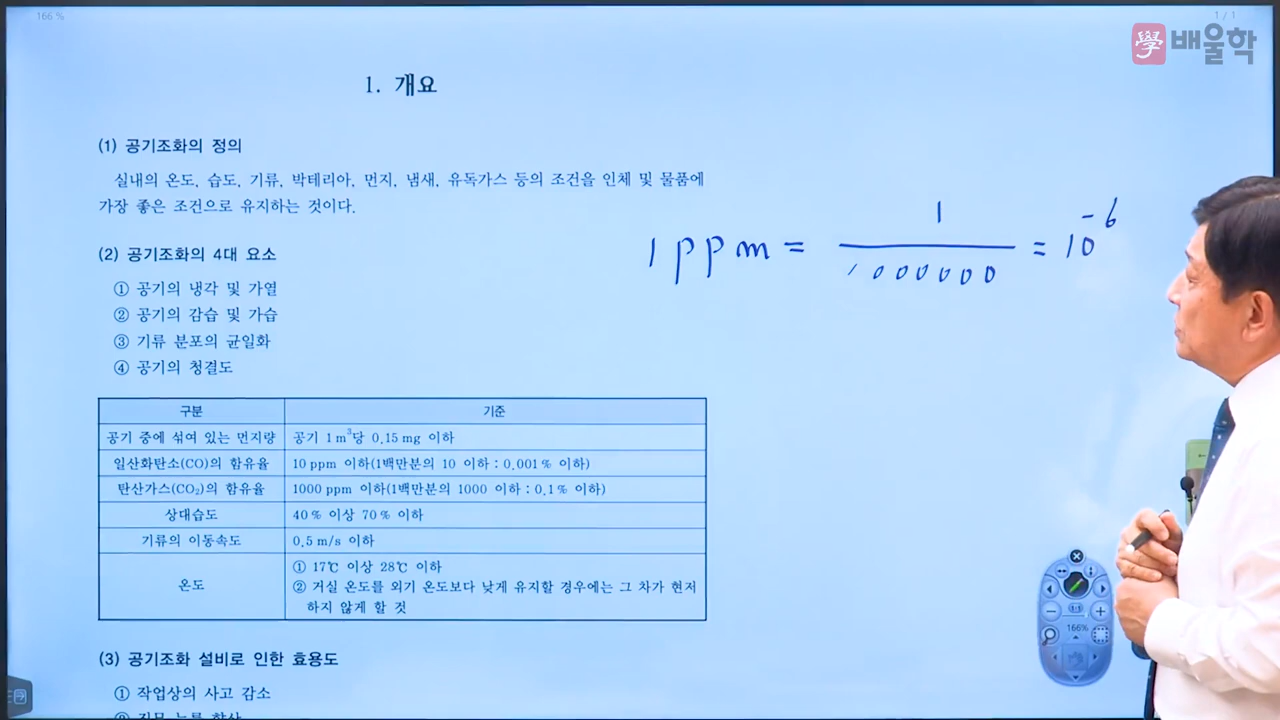 166 %
1 / 1
學 배울학
1. 개요
(1) 공기조화의 정의
실내의 온도, 습도, 기류, 박테리아, 먼지, 냄새, 유독가스 등의 조건을 인체 및 물품에
가장 좋은 조건으로 유지하는 것이다.
1 ppm = 1/1000000 = 10⁻⁶
(2) 공기조화의 4대 요소
① 공기의 냉각 및 가열
② 공기의 감습 및 가습
③ 기류 분포의 균일화
④ 공기의 청결도
구분 기준
공기 중에 섞여 있는 먼지량 공기 1 m³당 0.15 mg 이하
일산화탄소(CO)의 함유율 10 ppm 이하(1백만분의 10 이하 : 0.001 % 이하)
탄산가스(CO₂)의 함유율 1000 ppm 이하(1백만분의 1000 이하 : 0.1 % 이하)
상대습도 40 % 이상 70 % 이하
기류의 이동속도 0.5 m/s 이하
온도 ① 17℃ 이상 28℃ 이하
② 거실 온도를 외기 온도보다 낮게 유지할 경우에는 그 차가 현저
하지 않게 할 것
166%
(3) 공기조화 설비로 인한 효용도
① 작업상의 사고 감소